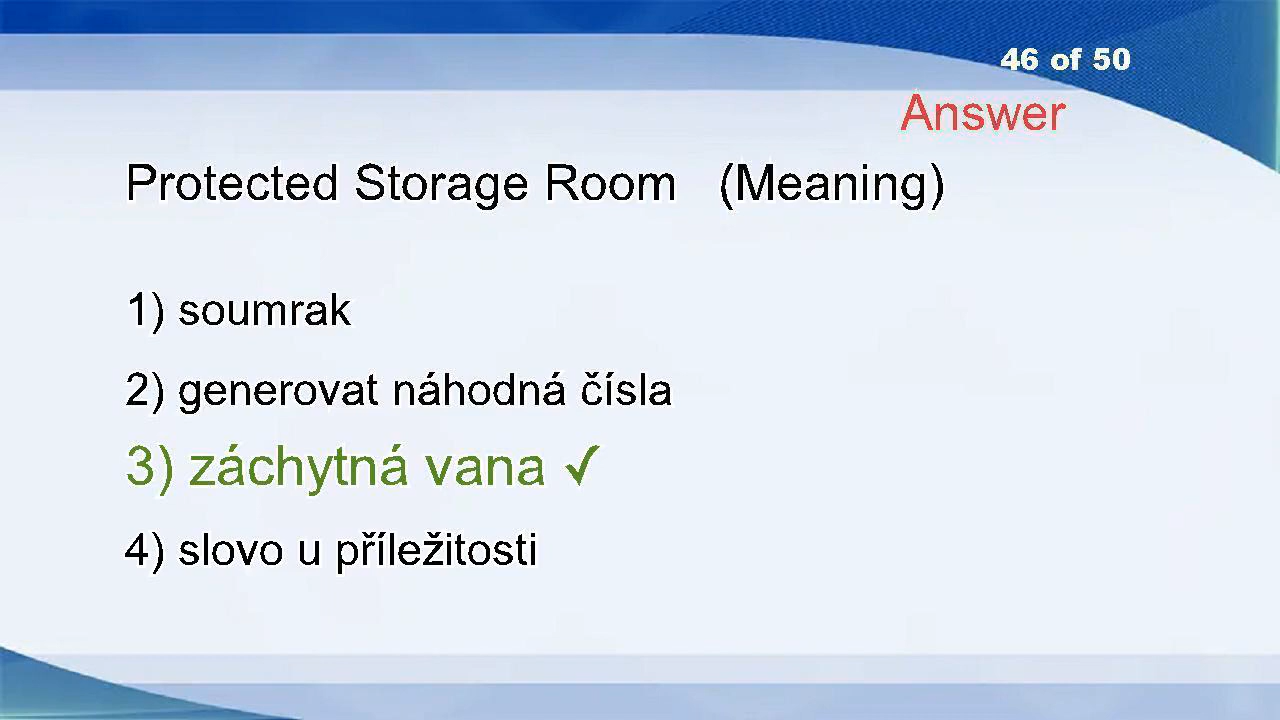 46 of 50
Answer
Protected Storage Room (Meaning)
1) soumrak
2) generovat náhodná čísla
3) záchytná vana ✓
4) slovo u příležitosti